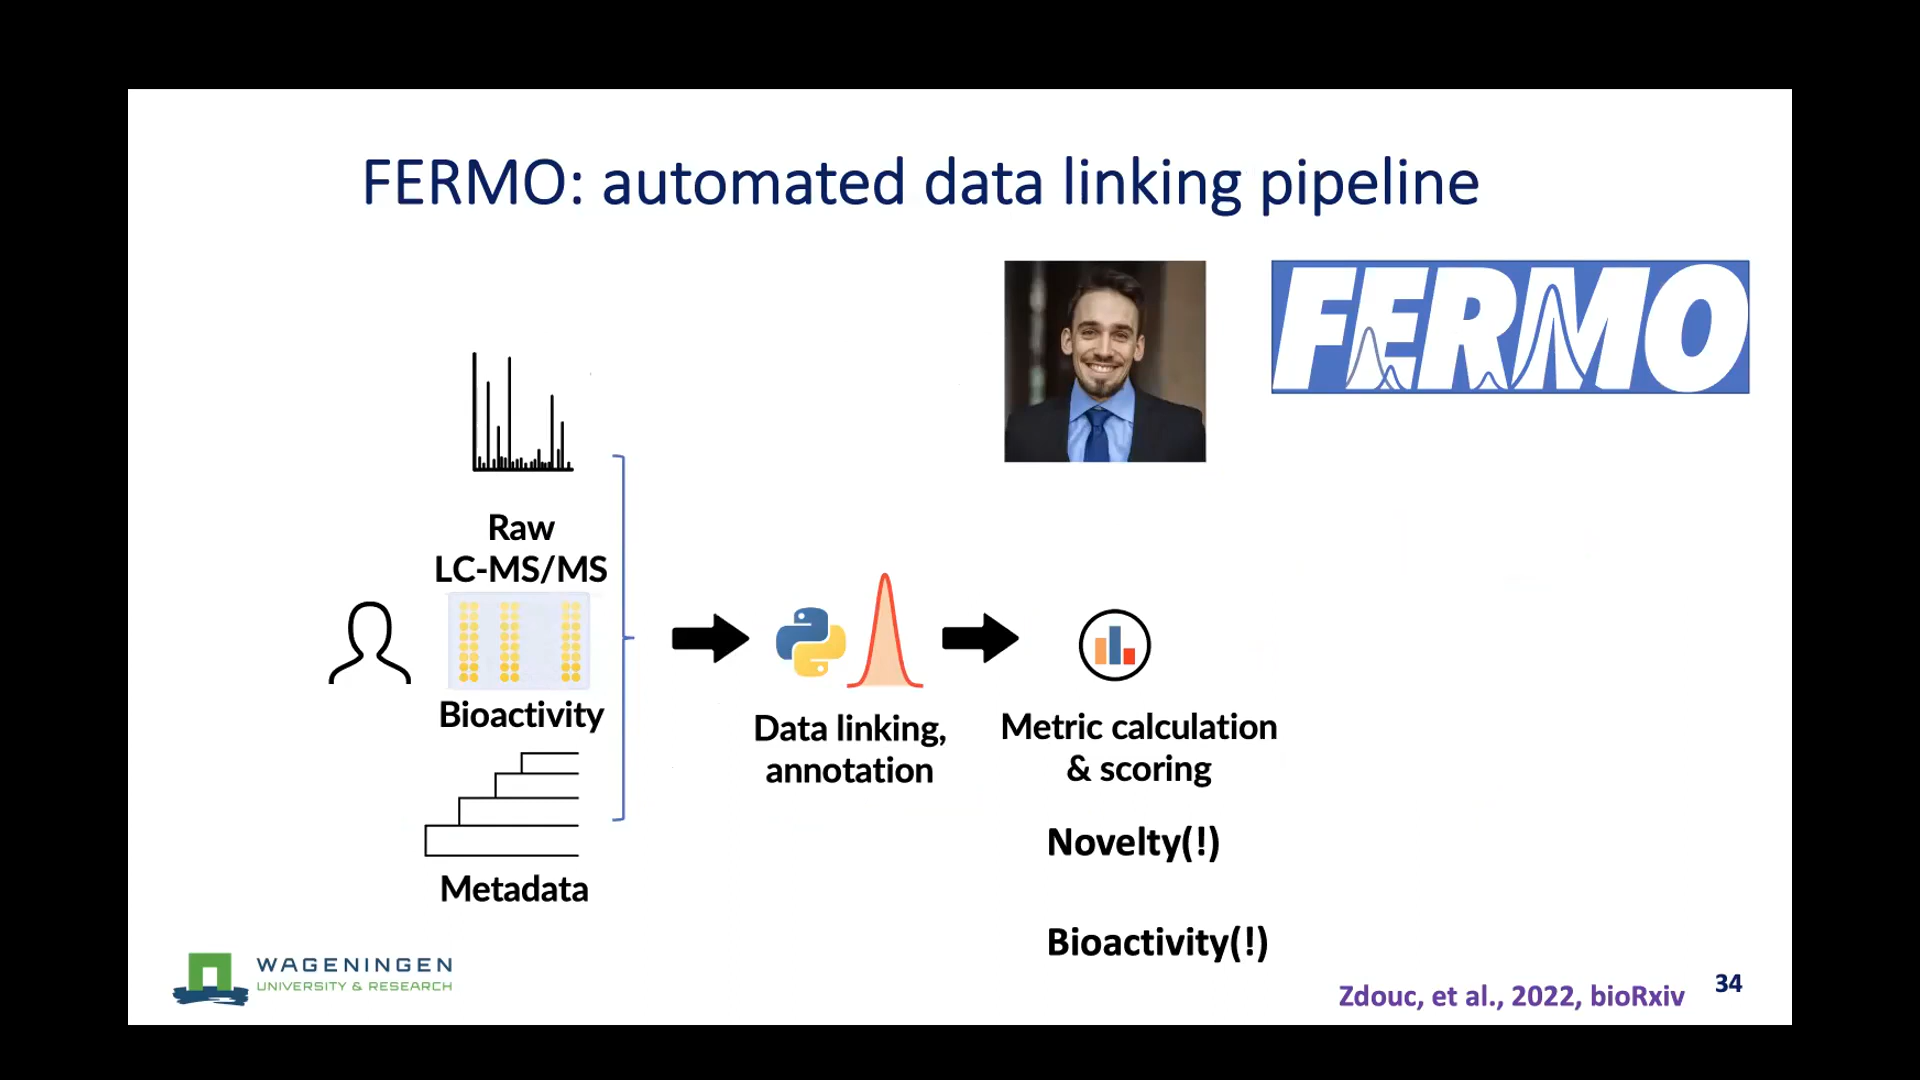 FERMO: automated data linking pipeline
FERMO
Raw
LC-MS/MS
Bioactivity
Metadata
Data linking,
annotation
Metric calculation
& scoring
Novelty(!)
Bioactivity(!)
WAGENINGEN
UNIVERSITY & RESEARCH
Zdouc, et al., 2022, bioRxiv
34